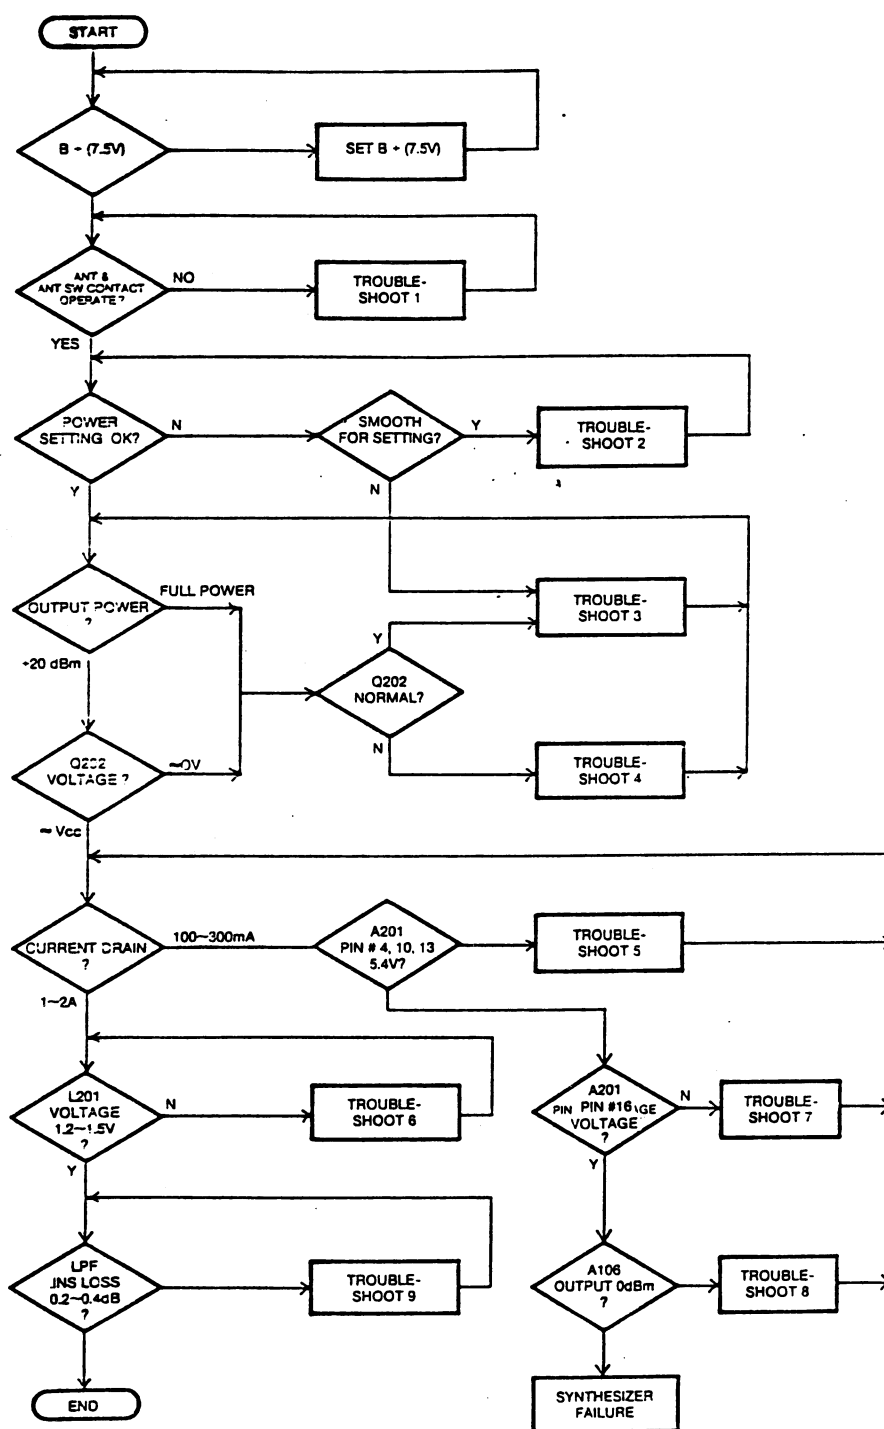 START
B + (7.5V)
SET B + (7.5V)
ANT &
ANT SW CONTACT
OPERATE?
NO
TROUBLE-
SHOOT 1
YES
POWER
SETTING OK?
N
SMOOTH
FOR SETTING?
Y
TROUBLE-
SHOOT 2
Y
N
OUTPUT POWER
?
FULL POWER
TROUBLE-
SHOOT 3
+20 dBm
Y
Q202
NORMAL?
N
Q202
VOLTAGE?
~0V
TROUBLE-
SHOOT 4
~ Vcc
CURRENT DRAIN
?
100~300mA
A201
PIN # 4, 10, 13
5.4V?
TROUBLE-
SHOOT 5
1~2A
L201
VOLTAGE
1.2~1.5V
?
N
TROUBLE-
SHOOT 6
A201
PIN PIN #16 AGE
VOLTAGE
?
N
TROUBLE-
SHOOT 7
Y
Y
LPF
INS LOSS
0.2~0.4dB
?
TROUBLE-
SHOOT 9
A106
OUTPUT 0dBm
?
TROUBLE-
SHOOT 8
END
SYNTHESIZER
FAILURE